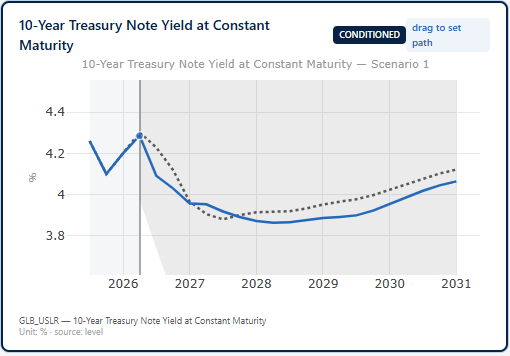 10-Year Treasury Note Yield at Constant
Maturity
CONDITIONED
drag to set
path
10-Year Treasury Note Yield at Constant Maturity — Scenario 1
4.4
4.2
4
3.8
%
2026 2027 2028 2029 2030 2031
GLB_USLR — 10-Year Treasury Note Yield at Constant Maturity
Unit: % · source: level